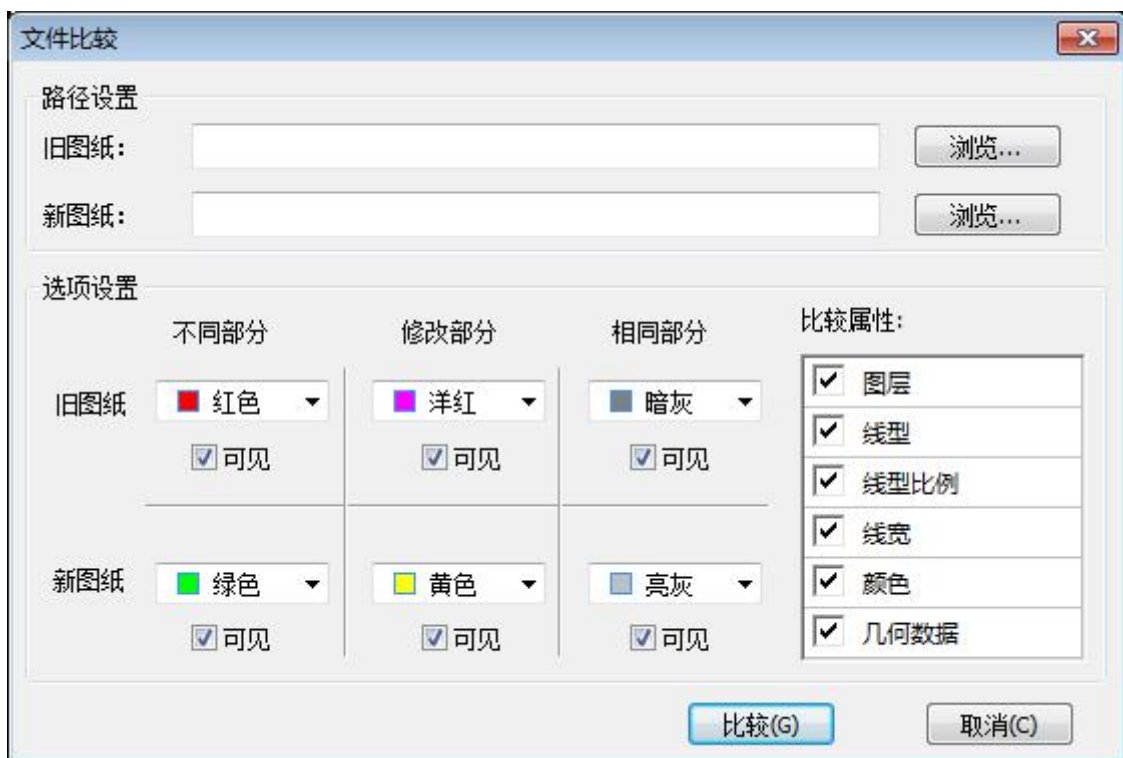 文件比较
路径设置
旧图纸： 浏览...
新图纸： 浏览...
选项设置
不同部分 修改部分 相同部分 比较属性：
旧图纸 红色 洋红 暗灰
可见 可见 可见
新图纸 绿色 黄色 亮灰
可见 可见 可见
图层
线型
线型比例
线宽
颜色
几何数据
比较(G) 取消(C)